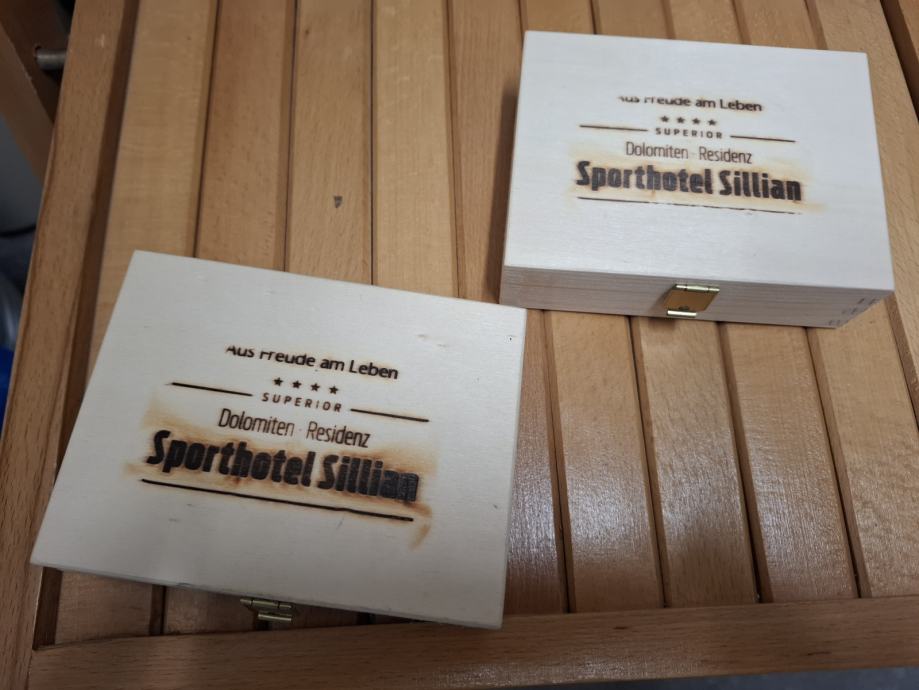 Aus Freude am Leben
★ ★ ★ ★
SUPERIOR
Dolomiten · Residenz
Sporthotel Sillian
Aus Freude am Leben
★ ★ ★ ★
SUPERIOR
Dolomiten · Residenz
Sporthotel Sillian